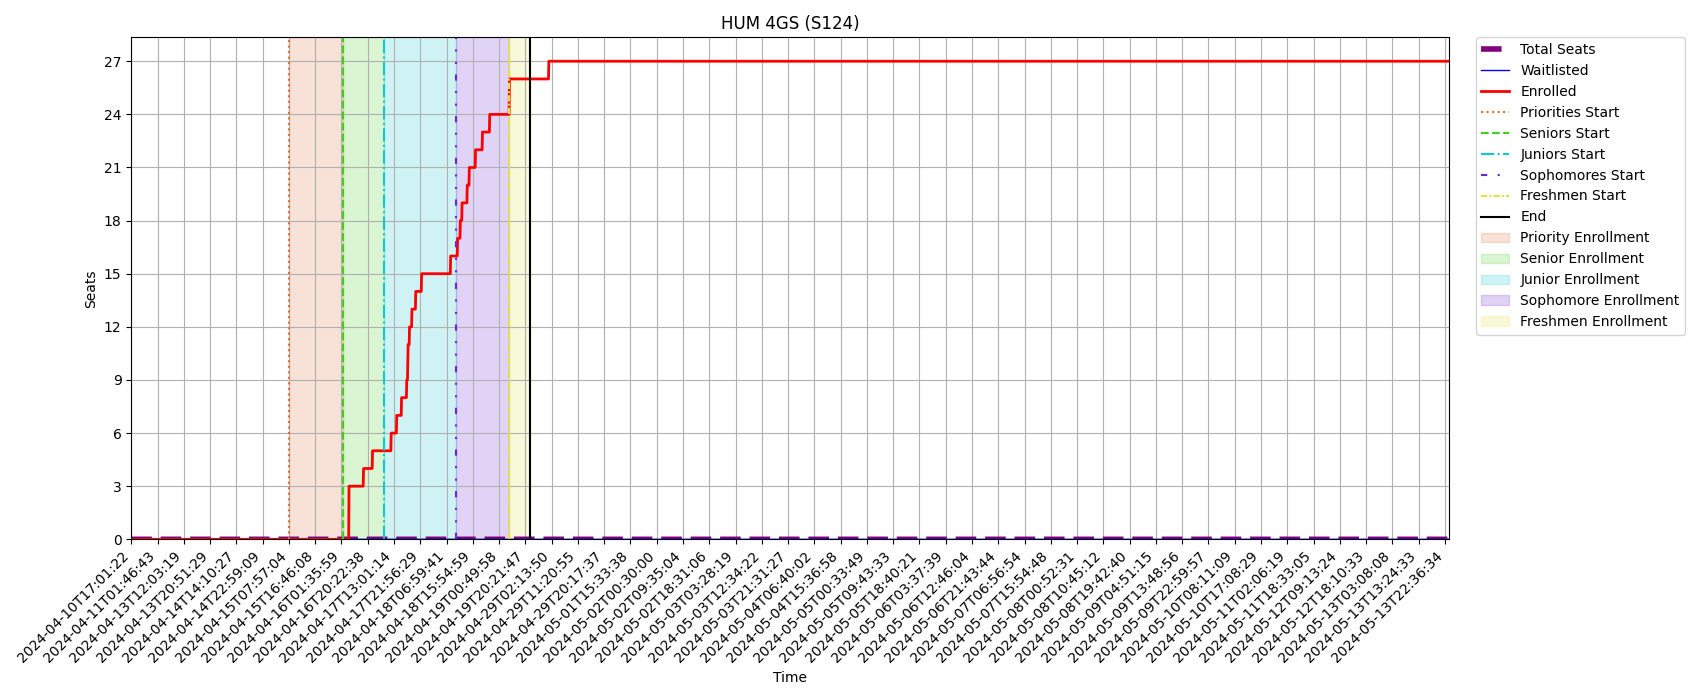 HUM 4GS (S124)
Seats
27
24
21
18
15
12
9
6
3
0
2024-04-10T17:01:22
2024-04-11T01:46:43
2024-04-13T12:03:19
2024-04-13T20:51:29
2024-04-14T14:10:27
2024-04-14T22:59:09
2024-04-15T07:57:04
2024-04-15T16:46:08
2024-04-16T01:35:59
2024-04-16T20:22:38
2024-04-17T13:01:14
2024-04-17T21:56:29
2024-04-18T06:59:41
2024-04-18T15:54:59
2024-04-19T00:49:58
2024-04-19T20:21:47
2024-04-29T02:13:50
2024-04-29T11:20:55
2024-04-29T20:17:37
2024-05-01T15:33:38
2024-05-02T00:30:00
2024-05-02T09:35:04
2024-05-02T18:31:06
2024-05-03T03:28:19
2024-05-03T12:34:22
2024-05-03T21:31:27
2024-05-04T06:40:02
2024-05-04T15:36:58
2024-05-05T00:33:49
2024-05-05T09:43:33
2024-05-05T18:40:21
2024-05-06T03:37:39
2024-05-06T12:46:04
2024-05-06T21:43:44
2024-05-07T06:56:54
2024-05-07T15:54:48
2024-05-08T00:52:31
2024-05-08T10:45:12
2024-05-08T19:42:40
2024-05-09T04:51:15
2024-05-09T13:48:56
2024-05-09T22:59:57
2024-05-10T08:11:09
2024-05-10T17:08:29
2024-05-11T02:06:19
2024-05-11T18:33:05
2024-05-12T09:13:24
2024-05-12T18:10:33
2024-05-13T03:08:08
2024-05-13T13:24:33
2024-05-13T22:36:34
Time
Total Seats
Waitlisted
Enrolled
Priorities Start
Seniors Start
Juniors Start
Sophomores Start
Freshmen Start
End
Priority Enrollment
Senior Enrollment
Junior Enrollment
Sophomore Enrollment
Freshmen Enrollment